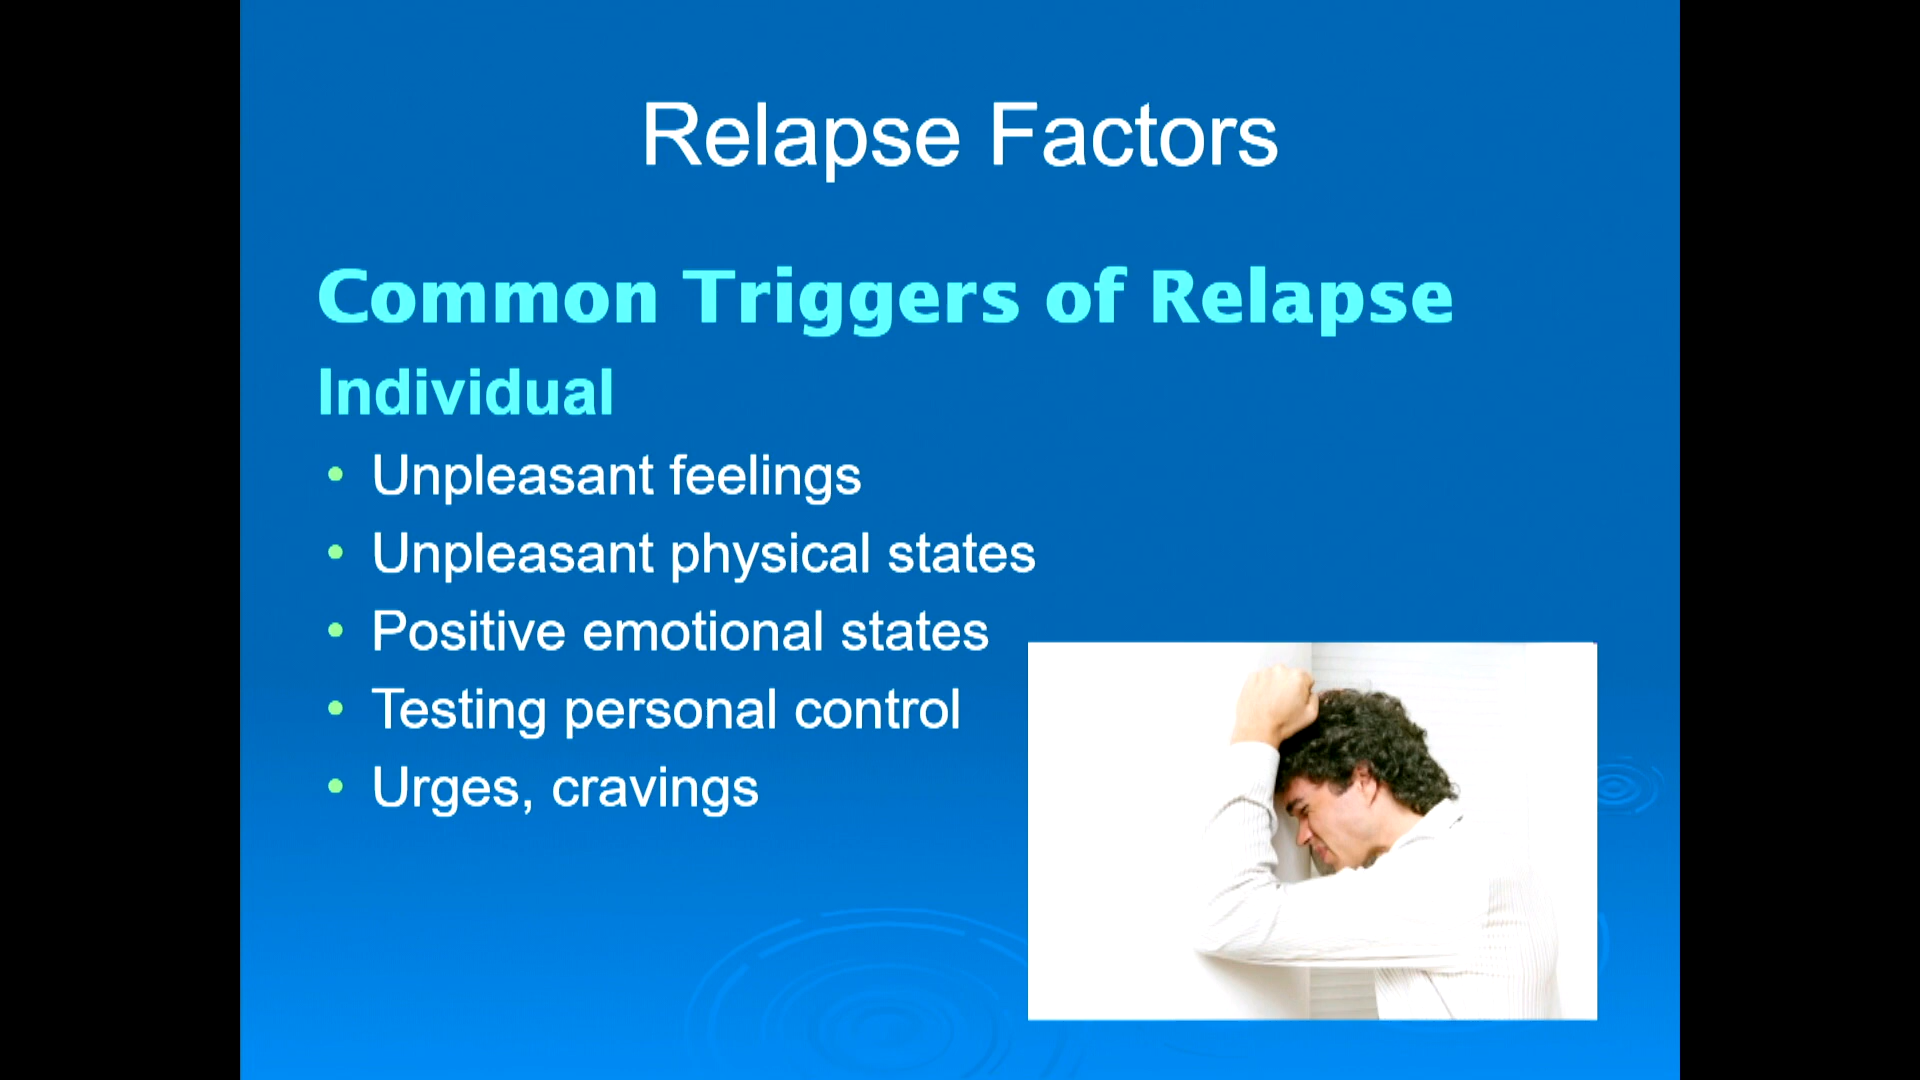 Relapse Factors
Common Triggers of Relapse
Individual
• Unpleasant feelings
• Unpleasant physical states
• Positive emotional states
• Testing personal control
• Urges, cravings